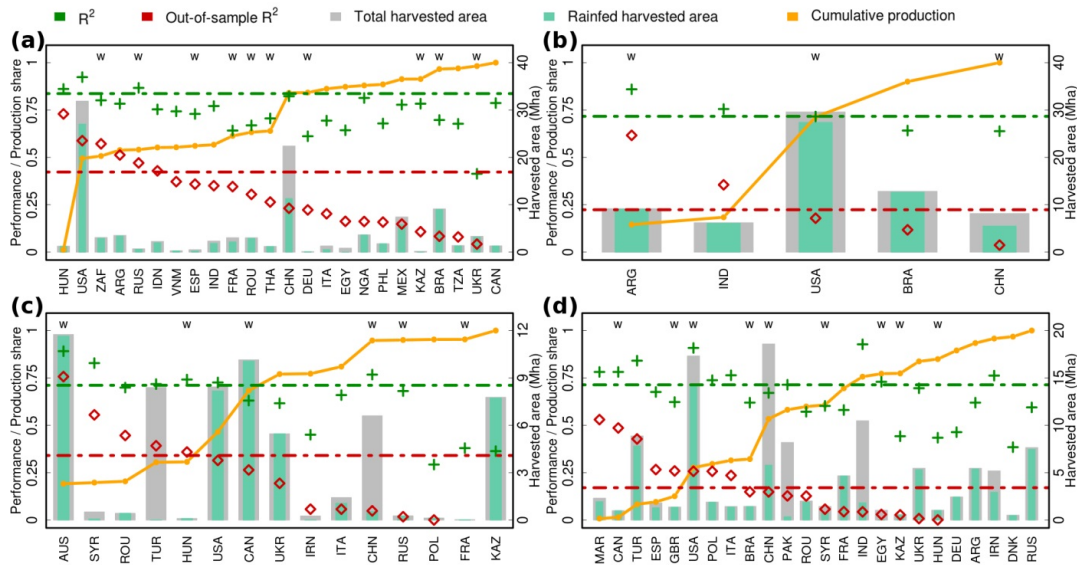 R² Out-of-sample R² Total harvested area Rainfed harvested area Cumulative production
(a)
w w w w w w w w w w
1 0.75 0.5 0.25 0
Performance / Production share
40 30 20 10 0
Harvested area (Mha)
HUN USA ZAF ARG RUS IDN VNM ESP IND FRA ROU THA CHN DEU ITA EGY NGA PHL MEX KAZ BRA TZA UKR CAN
(b)
w w w
1 0.75 0.5 0.25 0
Performance / Production share
40 30 20 10 0
Harvested area (Mha)
ARG IND USA BRA CHN
(c)
w w w w w w
1 0.75 0.5 0.25 0
Performance / Production share
12 9 6 3 0
Harvested area (Mha)
AUS SYR ROU TUR HUN USA CAN UKR IRN ITA CHN RUS POL FRA KAZ
(d)
w w w w w w w w w
1 0.75 0.5 0.25 0
Performance / Production share
20 15 10 5 0
Harvested area (Mha)
MAR CAN TUR ESP GBR USA POL ITA BRA CHN PAK ROU SYR FRA IND EGY KAZ UKR HUN DEU ARG IRN DNK RUS